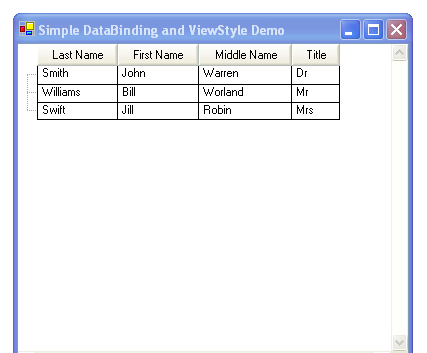 Simple DataBinding and ViewStyle Demo
Last Name First Name Middle Name Title
Smith John Warren Dr
Williams Bill Worland Mr
Swift Jill Robin Mrs